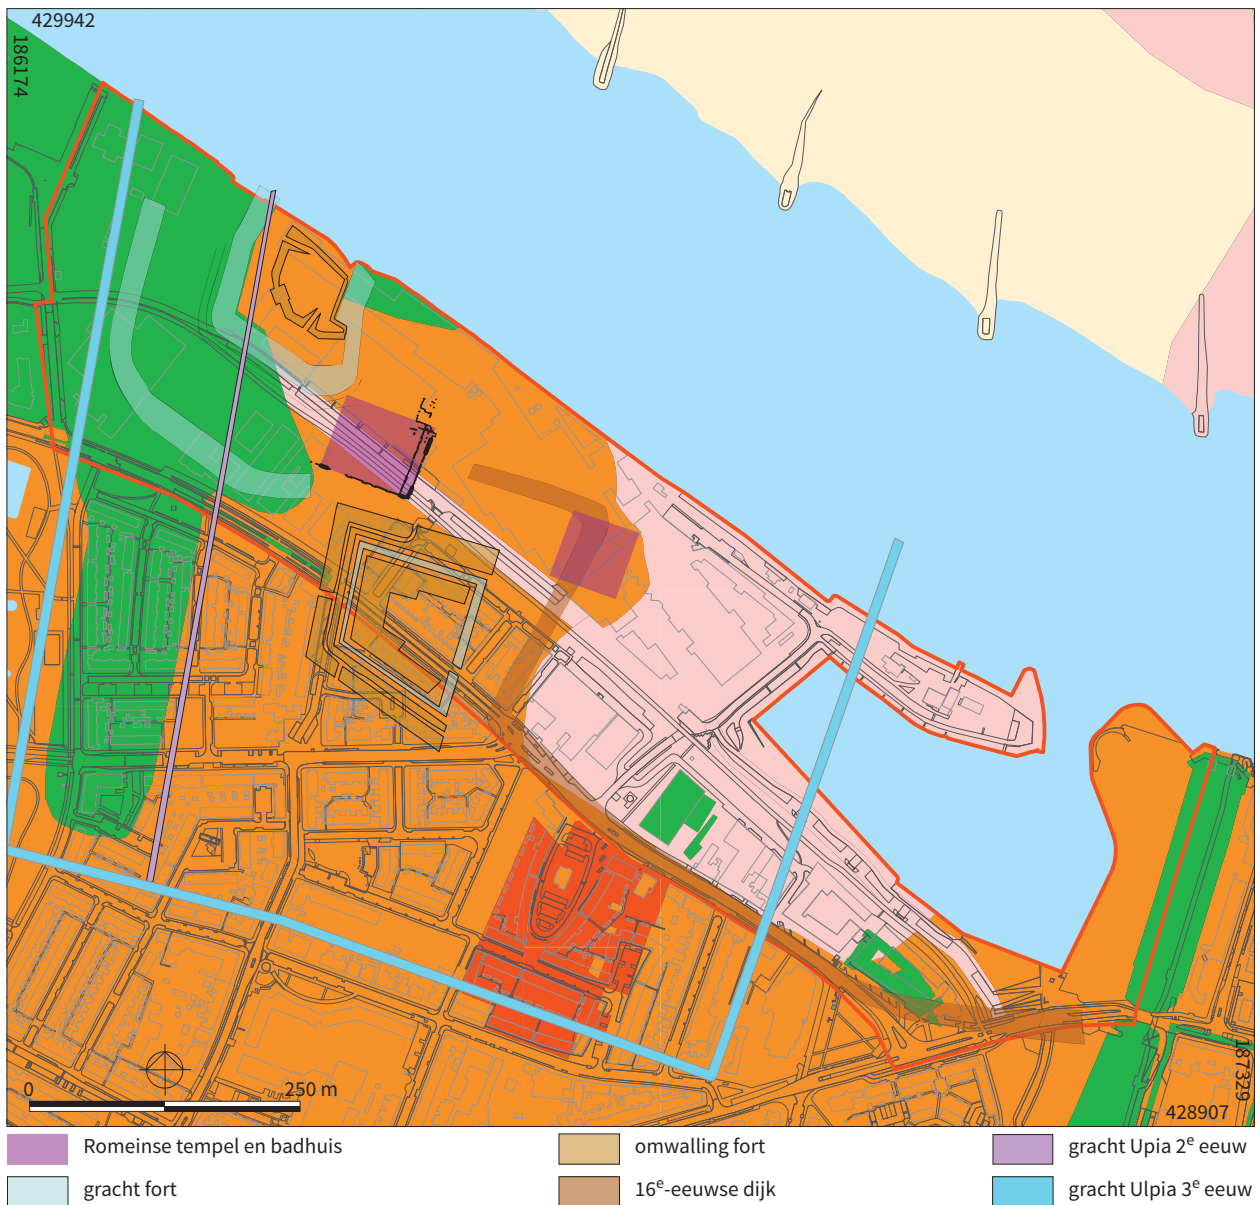 429942
186174
0
250 m
187329
428907
Romeinse tempel en badhuis
omwalling fort
gracht Upia 2e eeuw
gracht fort
16e-eeuwse dijk
gracht Ulpia 3e eeuw